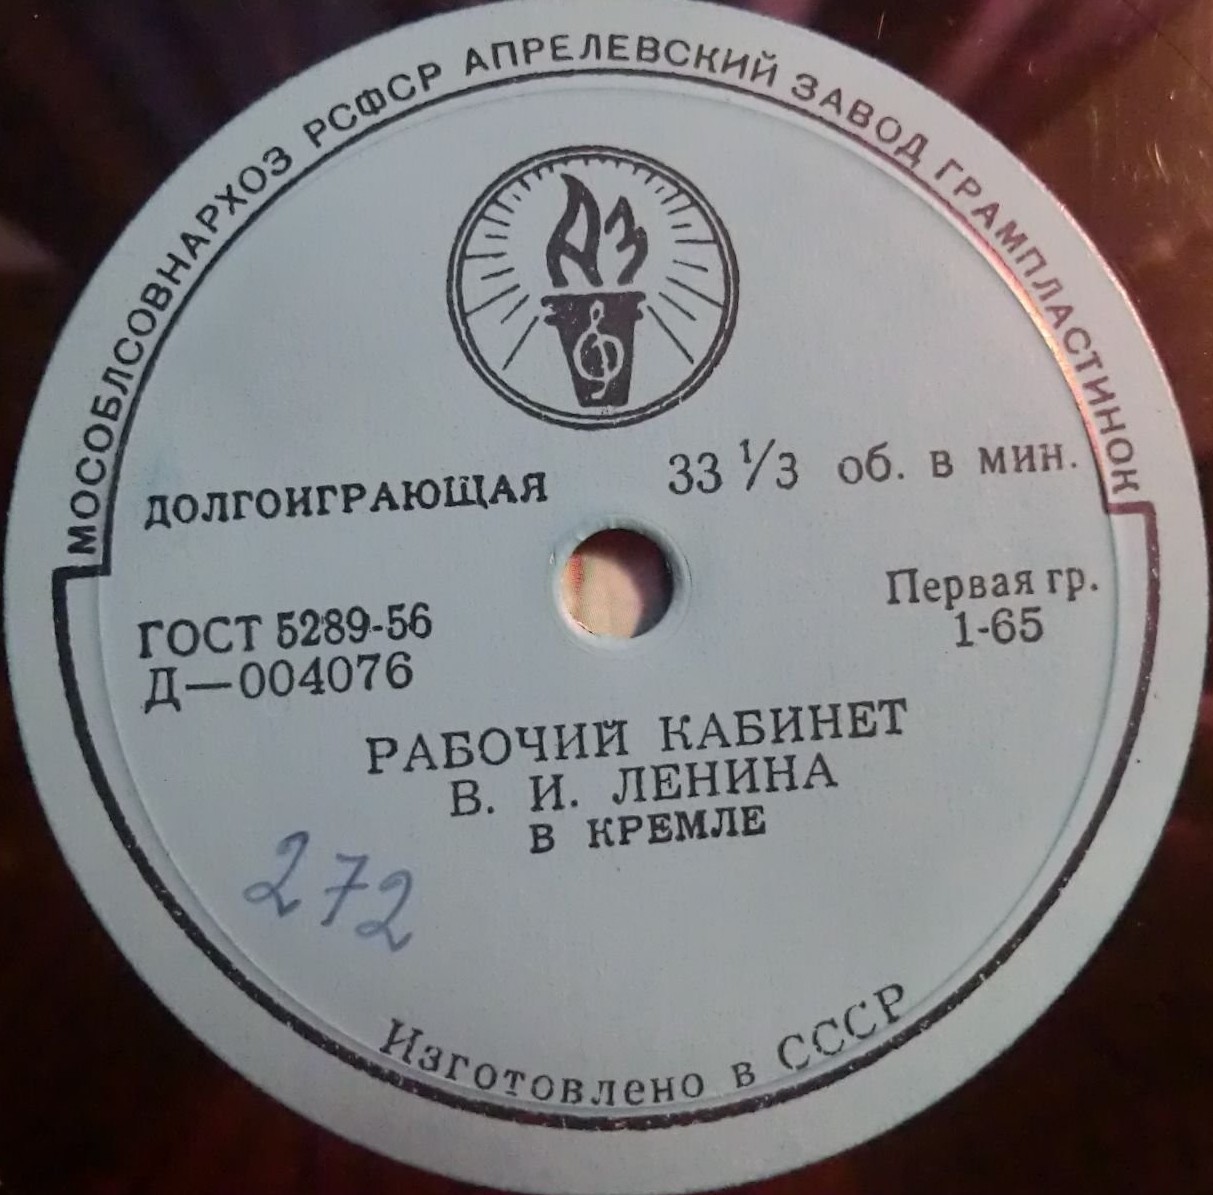 МОСОБЛСОВНАРХОЗ РСФСР АПРЕЛЕВСКИЙ ЗАВОД ГРАМПЛАСТИНОК
АЗ
ДОЛГОИГРАЮЩАЯ 33 1/3 об. в мин.
ГОСТ 5289-56 Первая гр.
Д—004076 1-65
РАБОЧИЙ КАБИНЕТ
В. И. ЛЕНИНА
В КРЕМЛЕ
272
Изготовлено в СССР